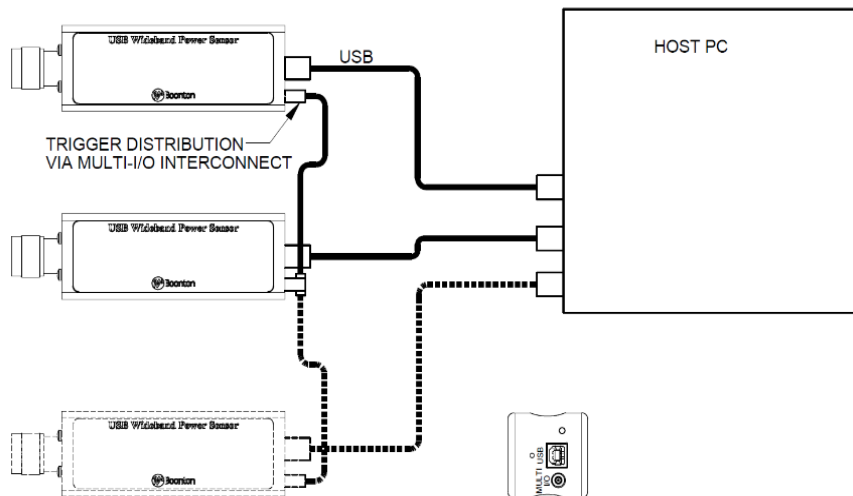 USB Wideband Power Sensor
Boonton
USB
HOST PC
TRIGGER DISTRIBUTION
VIA MULTI-I/O INTERCONNECT
USB Wideband Power Sensor
Boonton
USB Wideband Power Sensor
Boonton
MULTI USB
I/O